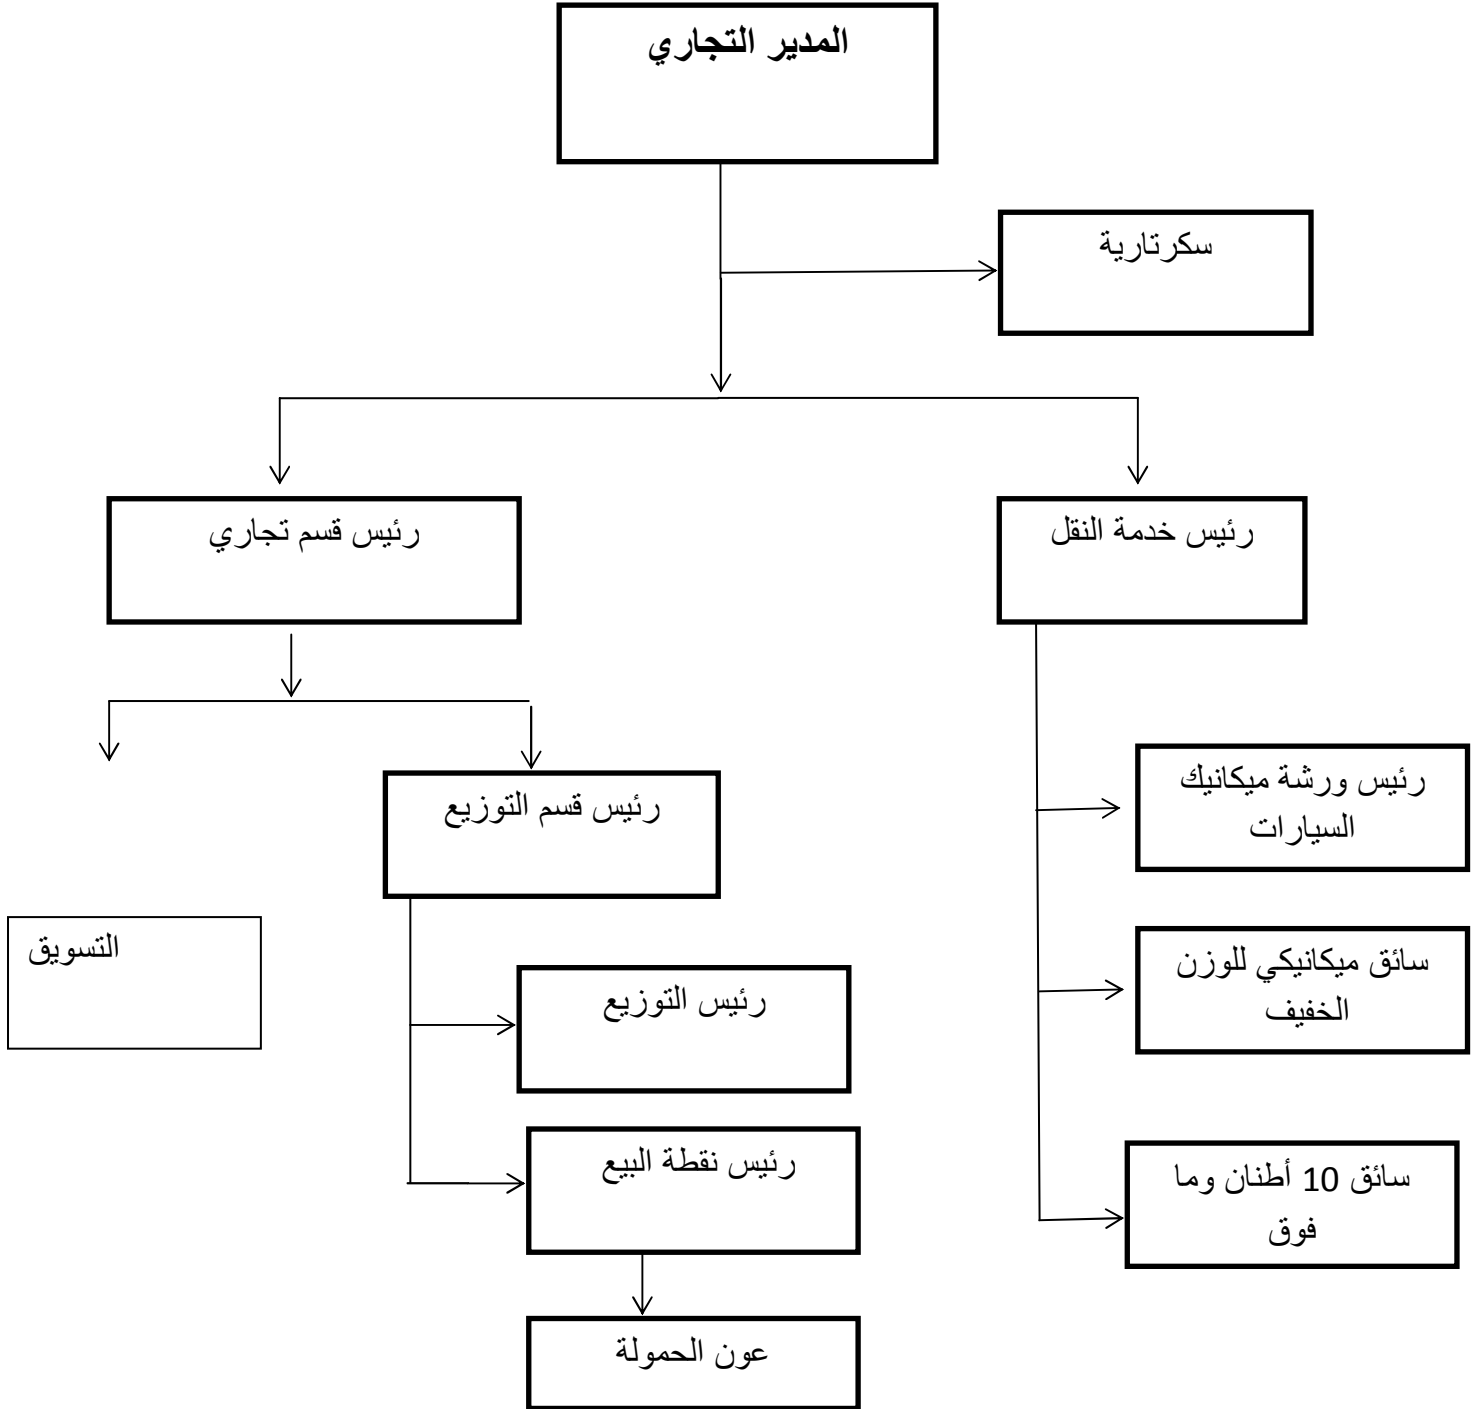 المدير التجاري
سكرتارية
رئيس خدمة النقل
رئيس قسم تجاري
رئيس ورشة ميكانيك
السيارات
رئيس قسم التوزيع
التسويق
سائق ميكانيكي للوزن
الخفيف
رئيس التوزيع
رئيس نقطة البيع
سائق 10 أطنان وما
فوق
عون الحمولة